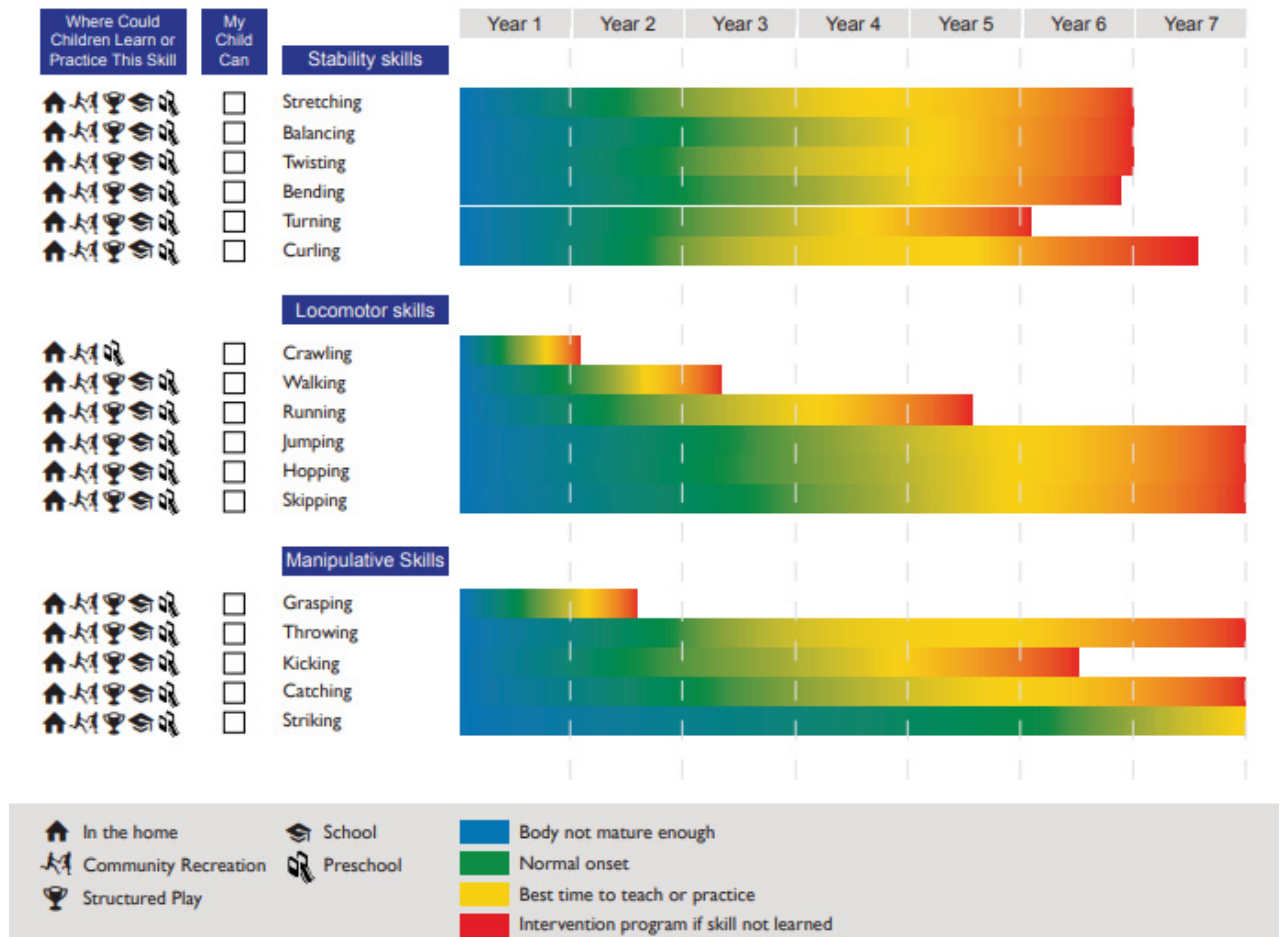 Where Could
Children Learn or
Practice This Skill
My
Child
Can
Stability skills
Year 1
Year 2
Year 3
Year 4
Year 5
Year 6
Year 7
Stretching
Balancing
Twisting
Bending
Turning
Curling
Locomotor skills
Crawling
Walking
Running
Jumping
Hopping
Skipping
Manipulative Skills
Grasping
Throwing
Kicking
Catching
Striking
In the home
Community Recreation
Structured Play
School
Preschool
Body not mature enough
Normal onset
Best time to teach or practice
Intervention program if skill not learned